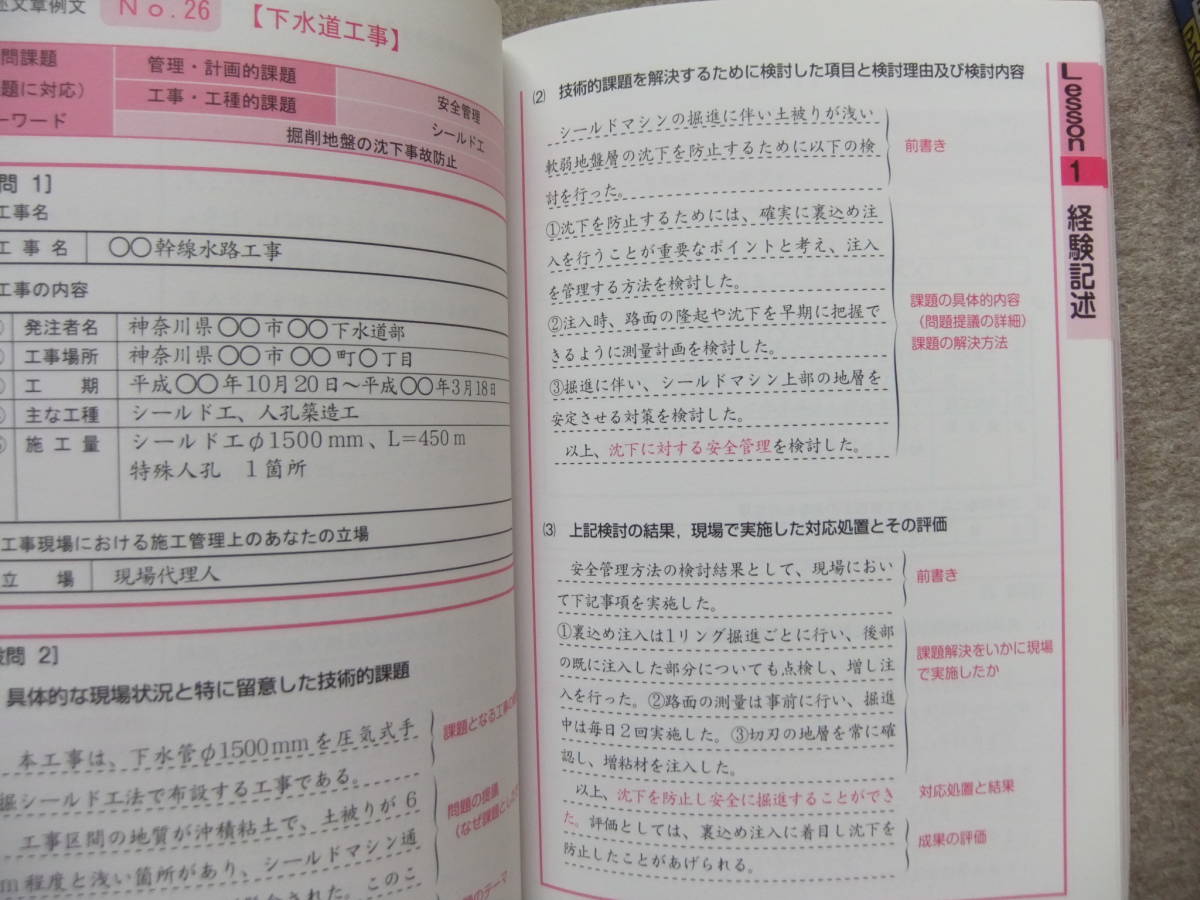 述文章例文 No.26 【下水道工事】
問課題
管理・計画的課題
安全管理
題に対応)
工事・工種的課題
シールド工
ーワード
掘削地盤の沈下事故防止
問 1]
工事名
工 事 名 〇〇幹線水路工事
工事の内容
発注者名 神奈川県〇〇市〇〇下水道部
工事場所 神奈川県〇〇市〇〇町〇丁目
工 期 平成〇〇年10月20日~平成〇〇年3月18日
主な工種 シールド工、人孔築造工
施 工 量 シールド工φ1500mm、L=450m
特殊人孔 1箇所
工事現場における施工管理上のあなたの立場
立 場 現場代理人
問 2]
具体的な現場状況と特に留意した技術的課題
本工事は、下水管φ1500mmを圧気式手
掘シールド工法で布設する工事である。
課題となる工事の
工事区間の地質が沖積粘土で、土被りが6
m程度と浅い箇所があり、シールドマシン通
問題の提議
(なぜ課題とした
された。このこ
のテーマ
(2) 技術的課題を解決するために検討した項目と検討理由及び検討内容
シールドマシンの掘進に伴い土被りが浅い
軟弱地盤層の沈下を防止するために以下の検
討を行った。
前書き
①沈下を防止するためには、確実に裏込め注
入を行うことが重要なポイントと考え、注入
を管理する方法を検討した。
②注入時、路面の隆起や沈下を早期に把握で
きるように測量計画を検討した。
③掘進に伴い、シールドマシン上部の地層を
安定させる対策を検討した。
以上、沈下に対する安全管理を検討した。
課題の具体的内容
(問題提議の詳細)
課題の解決方法
(3) 上記検討の結果，現場で実施した対応処置とその評価
安全管理方法の検討結果として、現場におい
て下記事項を実施した。
前書き
①裏込め注入は1リング掘進ごとに行い、後部
の既に注入した部分についても点検し、増し注
入を行った。②路面の測量は事前に行い、掘進
中は毎日2回実施した。③切刃の地層を常に確
認し、増粘材を注入した。
課題解決をいかに現場
で実施したか
以上、沈下を防止し安全に掘進することができ
た。評価としては、裏込め注入に着目し沈下を
防止したことがあげられる。
対応処置と結果
成果の評価
Lesson 1 経験記述